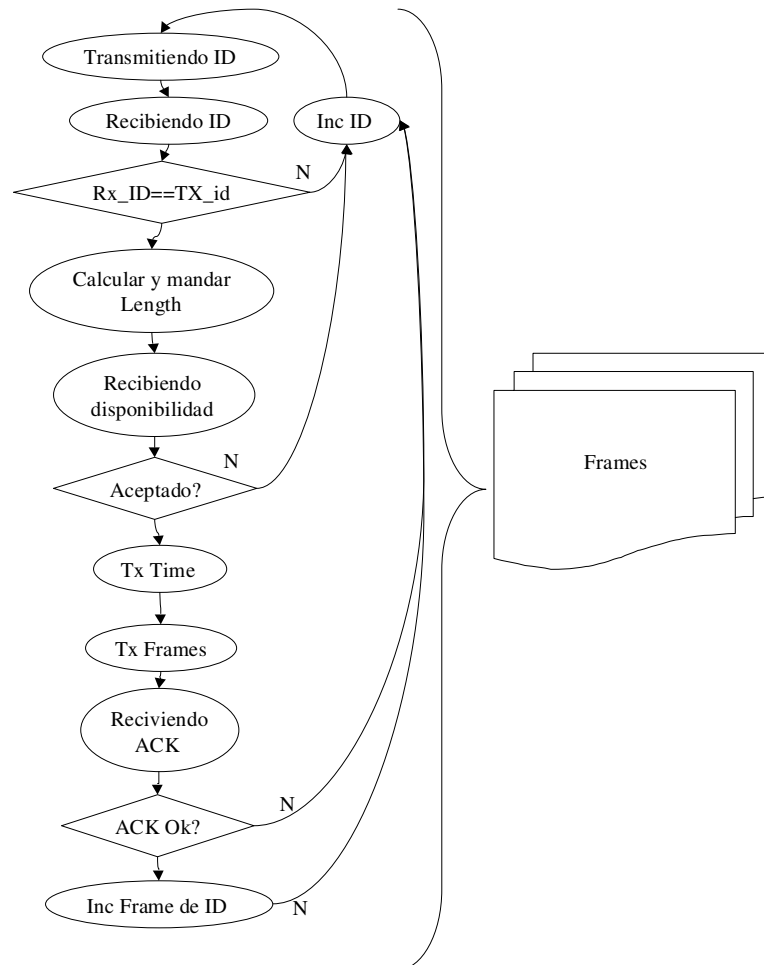 Transmitiendo ID
Recibiendo ID
Inc ID
Rx_ID==TX_id
N
Calcular y mandar
Length
Recibiendo
disponibilidad
N
Aceptado?
Frames
Tx Time
Tx Frames
Reciviendo
ACK
ACK Ok?
N
Inc Frame de ID
N